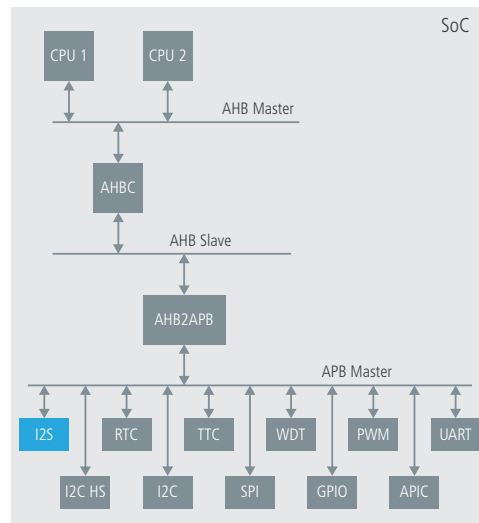 SoC
CPU 1
CPU 2
AHB Master
AHBC
AHB Slave
AHB2APB
APB Master
I2S
RTC
TTC
WDT
PWM
UART
I2C HS
I2C
SPI
GPIO
APIC